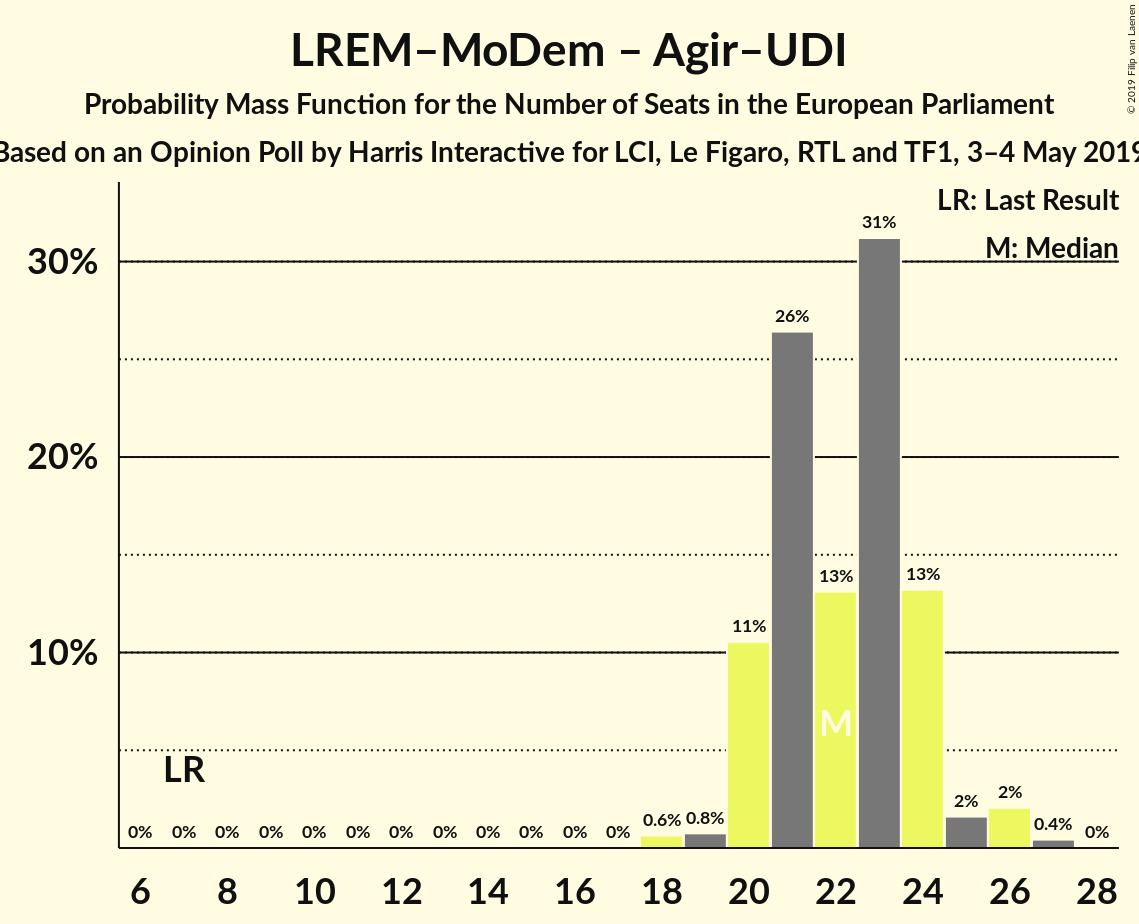 LREM–MoDem – Agir–UDI
Probability Mass Function for the Number of Seats in the European Parliament
Based on an Opinion Poll by Harris Interactive for LCI, Le Figaro, RTL and TF1, 3–4 May 2019
© 2019 Filip van Laenen
LR: Last Result
M: Median
31%
30%
26%
20%
13%
13%
11%
10%
M
LR
2%
2%
0.6%
0.8%
0.4%
0% 0% 0% 0% 0% 0% 0% 0% 0% 0% 0% 0% 0%
6 8 10 12 14 16 18 20 22 24 26 28